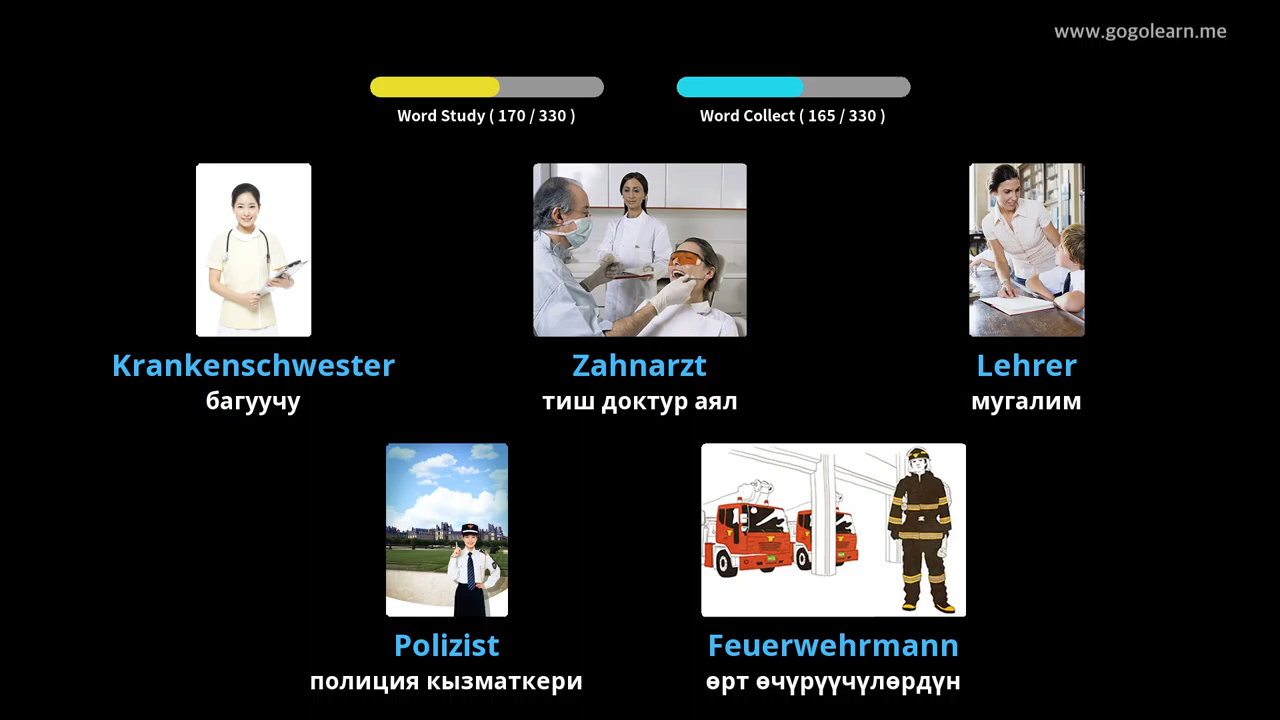 www.gogolearn.me
Word Study ( 170 / 330 )
Word Collect ( 165 / 330 )
Krankenschwester
багуучу
Zahnarzt
тиш доктур аял
Lehrer
мугалим
Polizist
полиция кызматкери
Feuerwehrmann
өрт өчүрүүчүлөрдүн